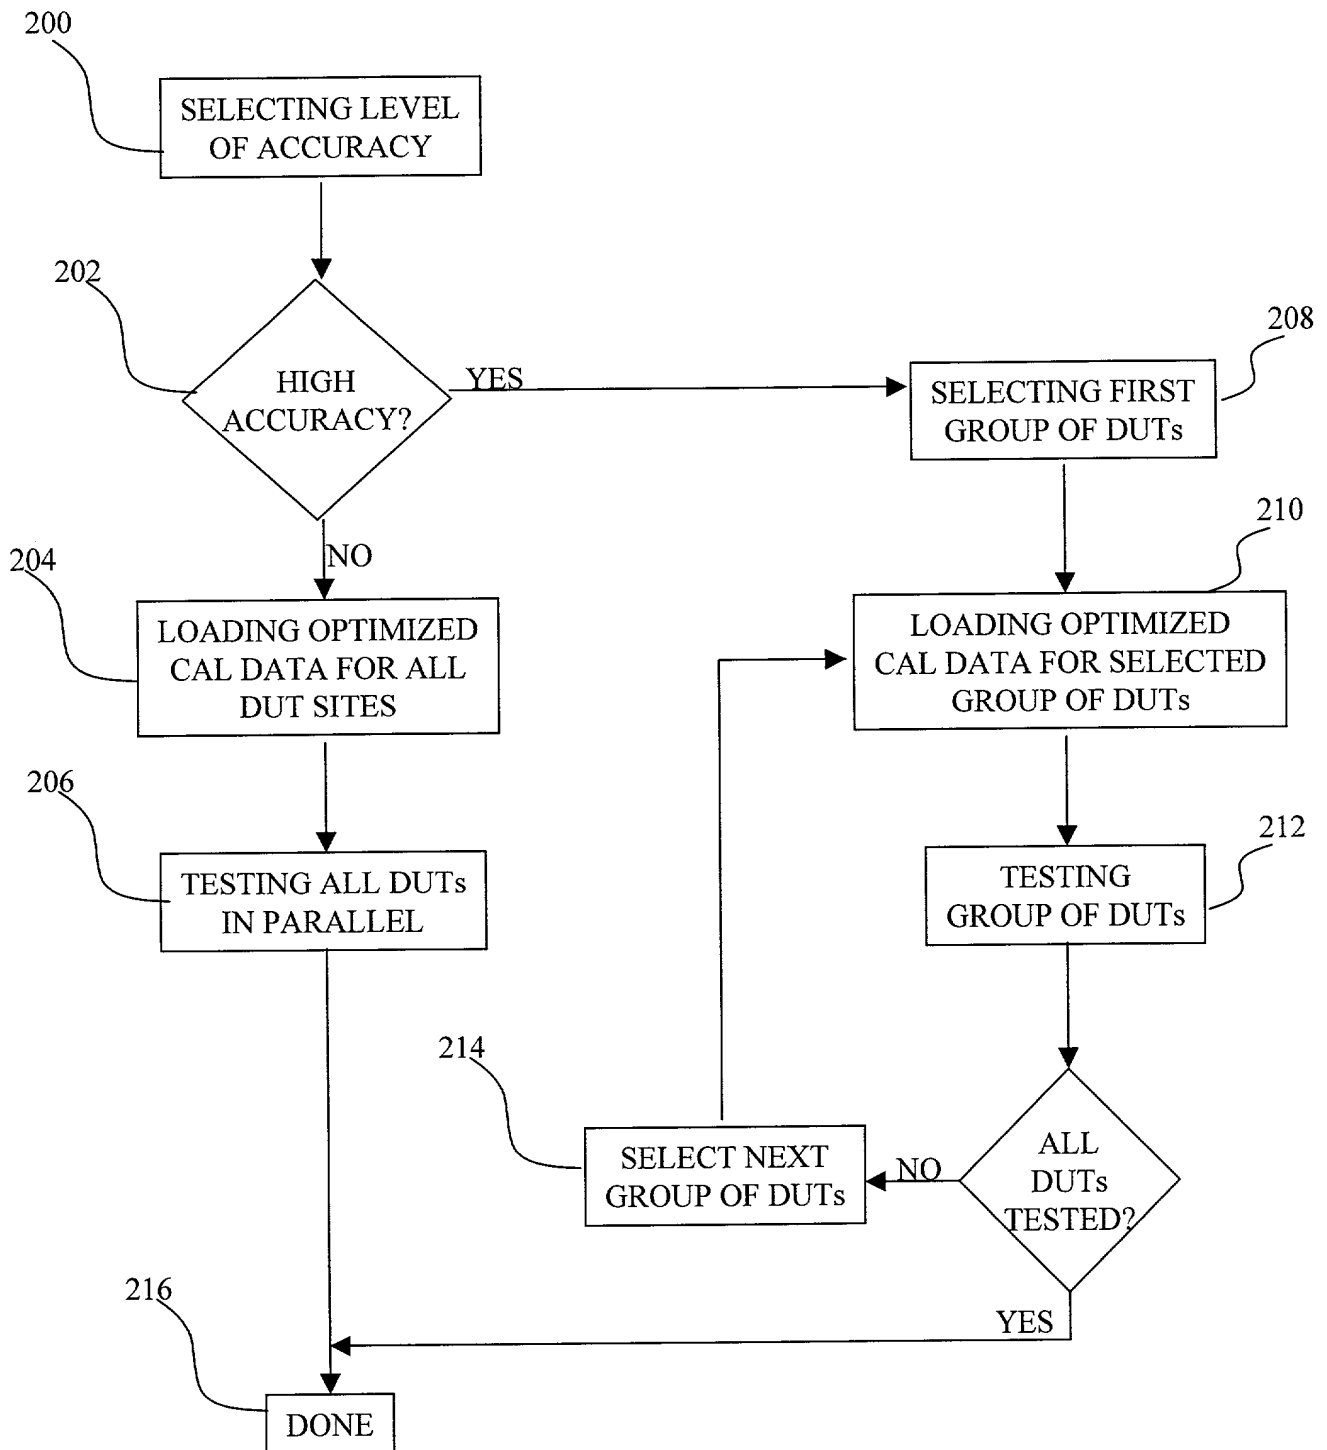 200
SELECTING LEVEL
OF ACCURACY
202
HIGH
ACCURACY?
YES
208
SELECTING FIRST
GROUP OF DUTs
NO
204
LOADING OPTIMIZED
CAL DATA FOR ALL
DUT SITES
210
LOADING OPTIMIZED
CAL DATA FOR SELECTED
GROUP OF DUTs
206
TESTING ALL DUTs
IN PARALLEL
212
TESTING
GROUP OF DUTs
214
SELECT NEXT
GROUP OF DUTs
NO
ALL
DUTs
TESTED?
YES
216
DONE